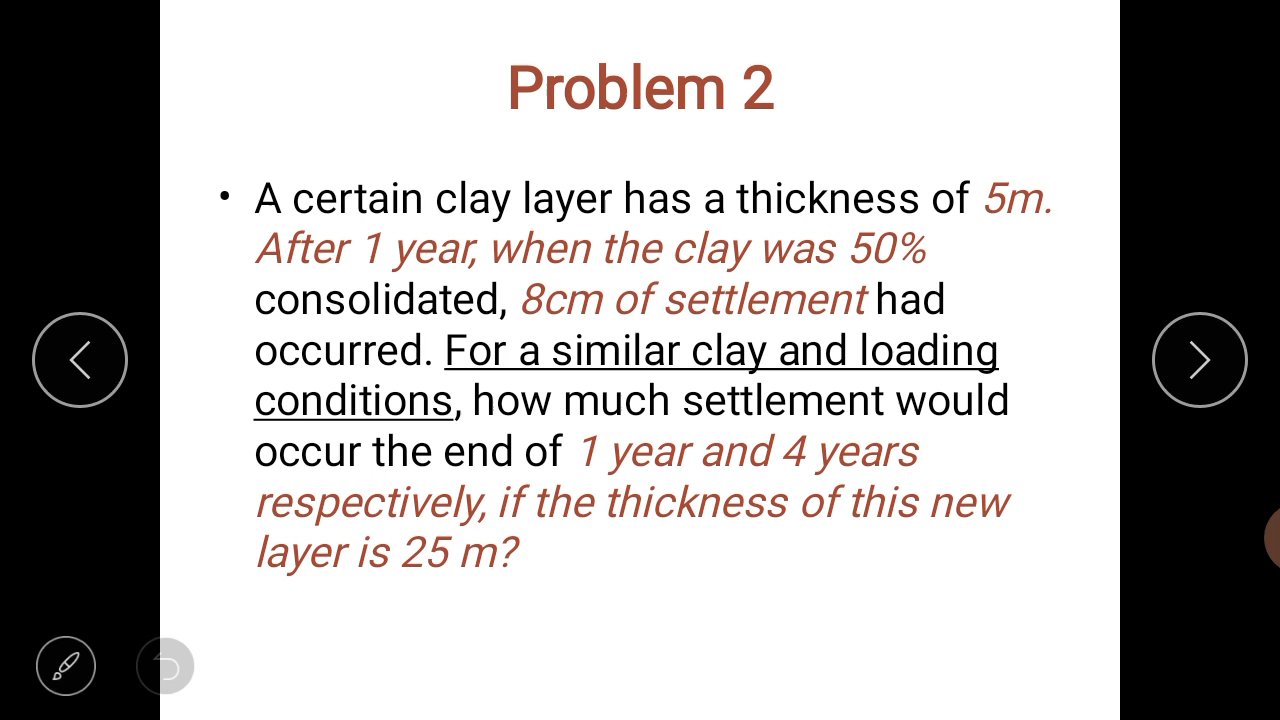 Problem 2
• A certain clay layer has a thickness of 5m.
After 1 year, when the clay was 50%
consolidated, 8cm of settlement had
occurred. For a similar clay and loading
conditions, how much settlement would
occur the end of 1 year and 4 years
respectively, if the thickness of this new
layer is 25 m?